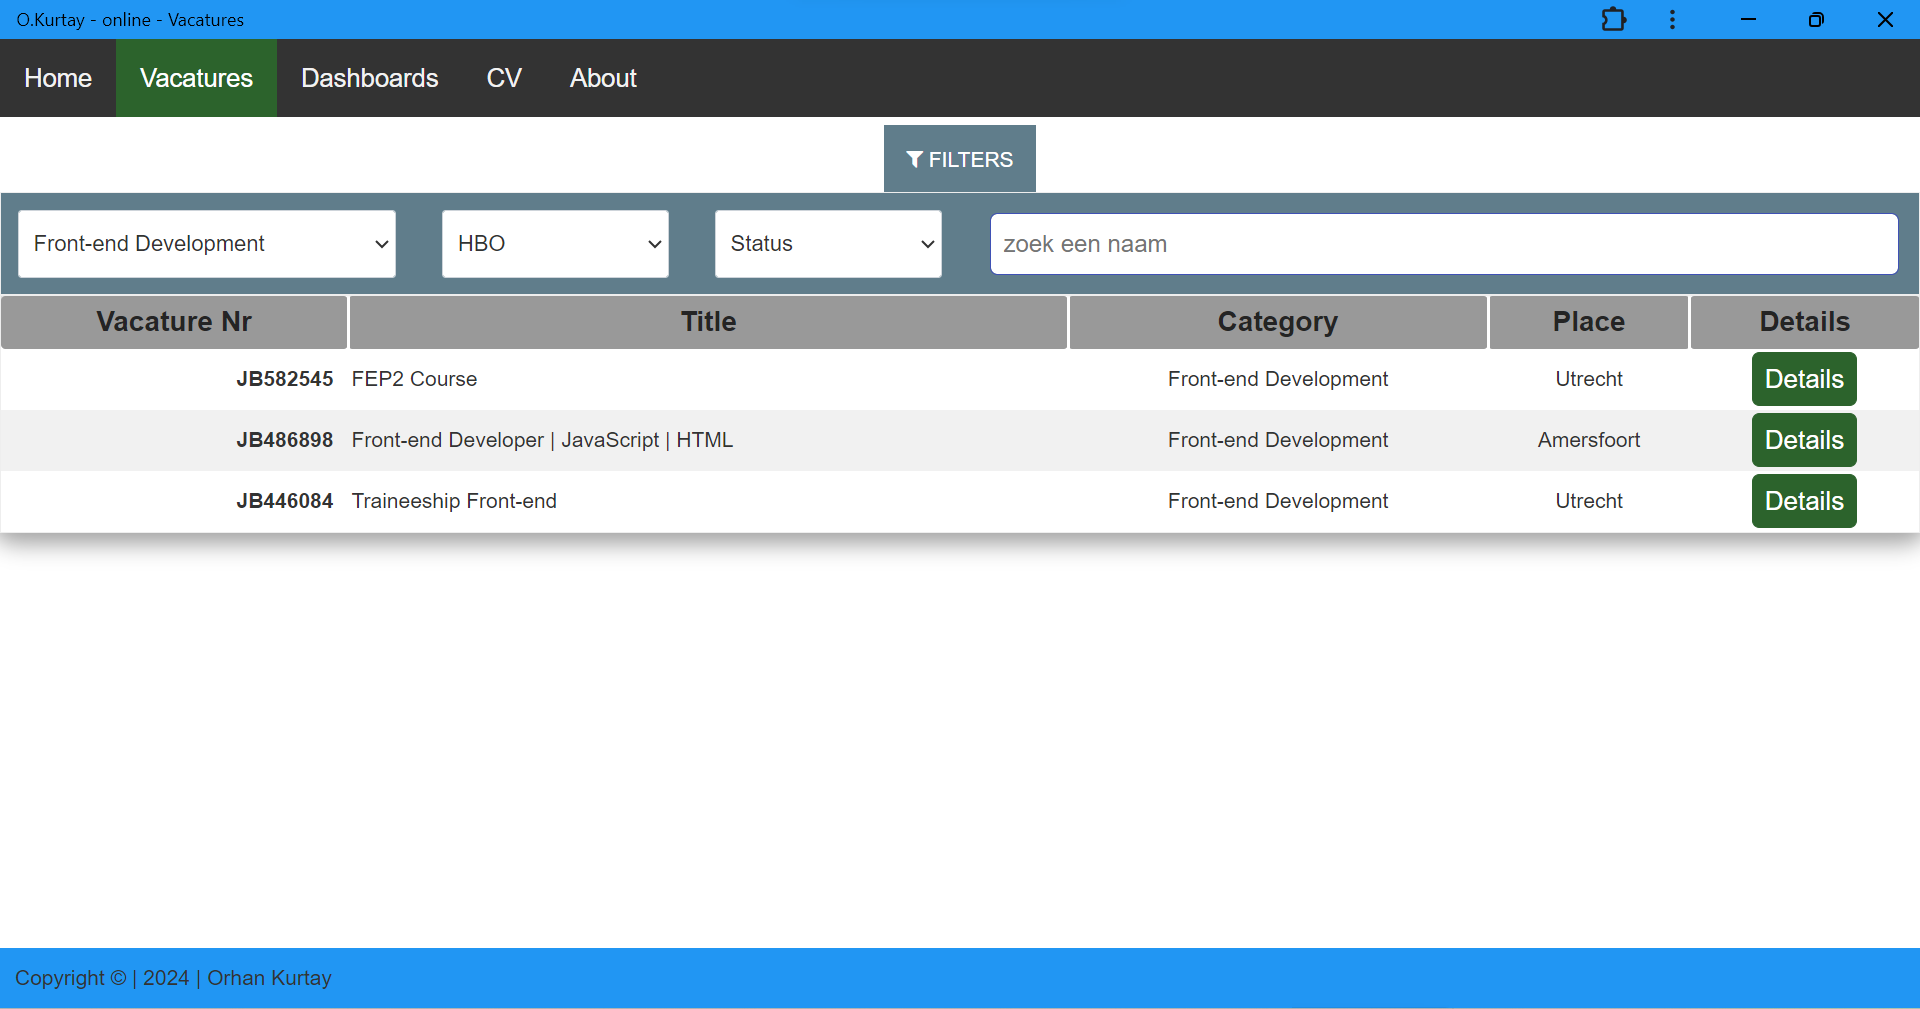 O.Kurtay - online - Vacatures
Home Vacatures Dashboards CV About
FILTERS
Front-end Development HBO Status zoek een naam
Vacature Nr Title Category Place Details
JB582545 FEP2 Course Front-end Development Utrecht Details
JB486898 Front-end Developer | JavaScript | HTML Front-end Development Amersfoort Details
JB446084 Traineeship Front-end Front-end Development Utrecht Details
Copyright © | 2024 | Orhan Kurtay